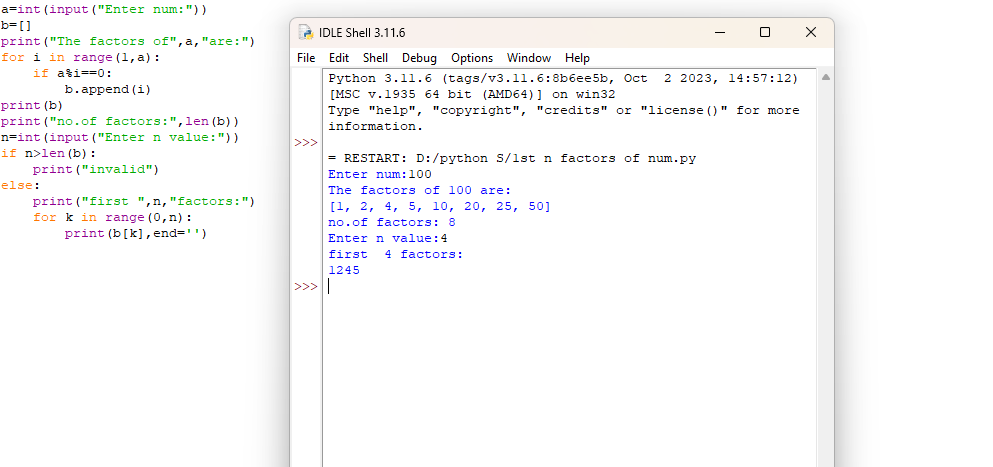 a=int(input("Enter num:"))
b=[]
print("The factors of",a,"are:")
for i in range(1,a):
    if a%i==0:
        b.append(i)
print(b)
print("no.of factors:",len(b))
n=int(input("Enter n value:"))
if n>len(b):
    print("invalid")
else:
    print("first ",n,"factors:")
    for k in range(0,n):
        print(b[k],end='')
IDLE Shell 3.11.6
File Edit Shell Debug Options Window Help
Python 3.11.6 (tags/v3.11.6:8b6ee5b, Oct  2 2023, 14:57:12)
[MSC v.1935 64 bit (AMD64)] on win32
Type "help", "copyright", "credits" or "license()" for more
information.
>>>
= RESTART: D:/python S/1st n factors of num.py
Enter num:100
The factors of 100 are:
[1, 2, 4, 5, 10, 20, 25, 50]
no.of factors: 8
Enter n value:4
first  4 factors:
1245
>>>